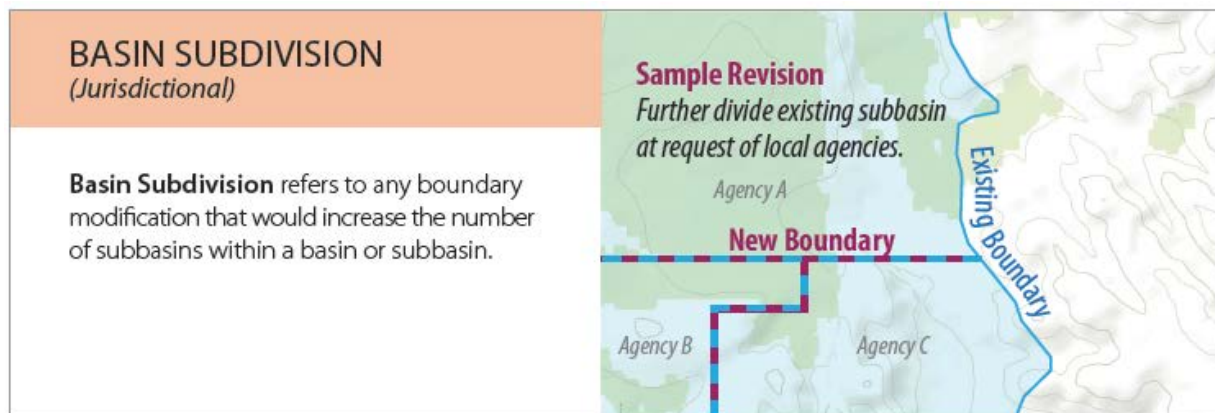 BASIN SUBDIVISION
(Jurisdictional)
Basin Subdivision refers to any boundary
modification that would increase the number
of subbasins within a basin or subbasin.
Sample Revision
Further divide existing subbasin
at request of local agencies.
Agency A
New Boundary
Existing Boundary
Agency B
Agency C